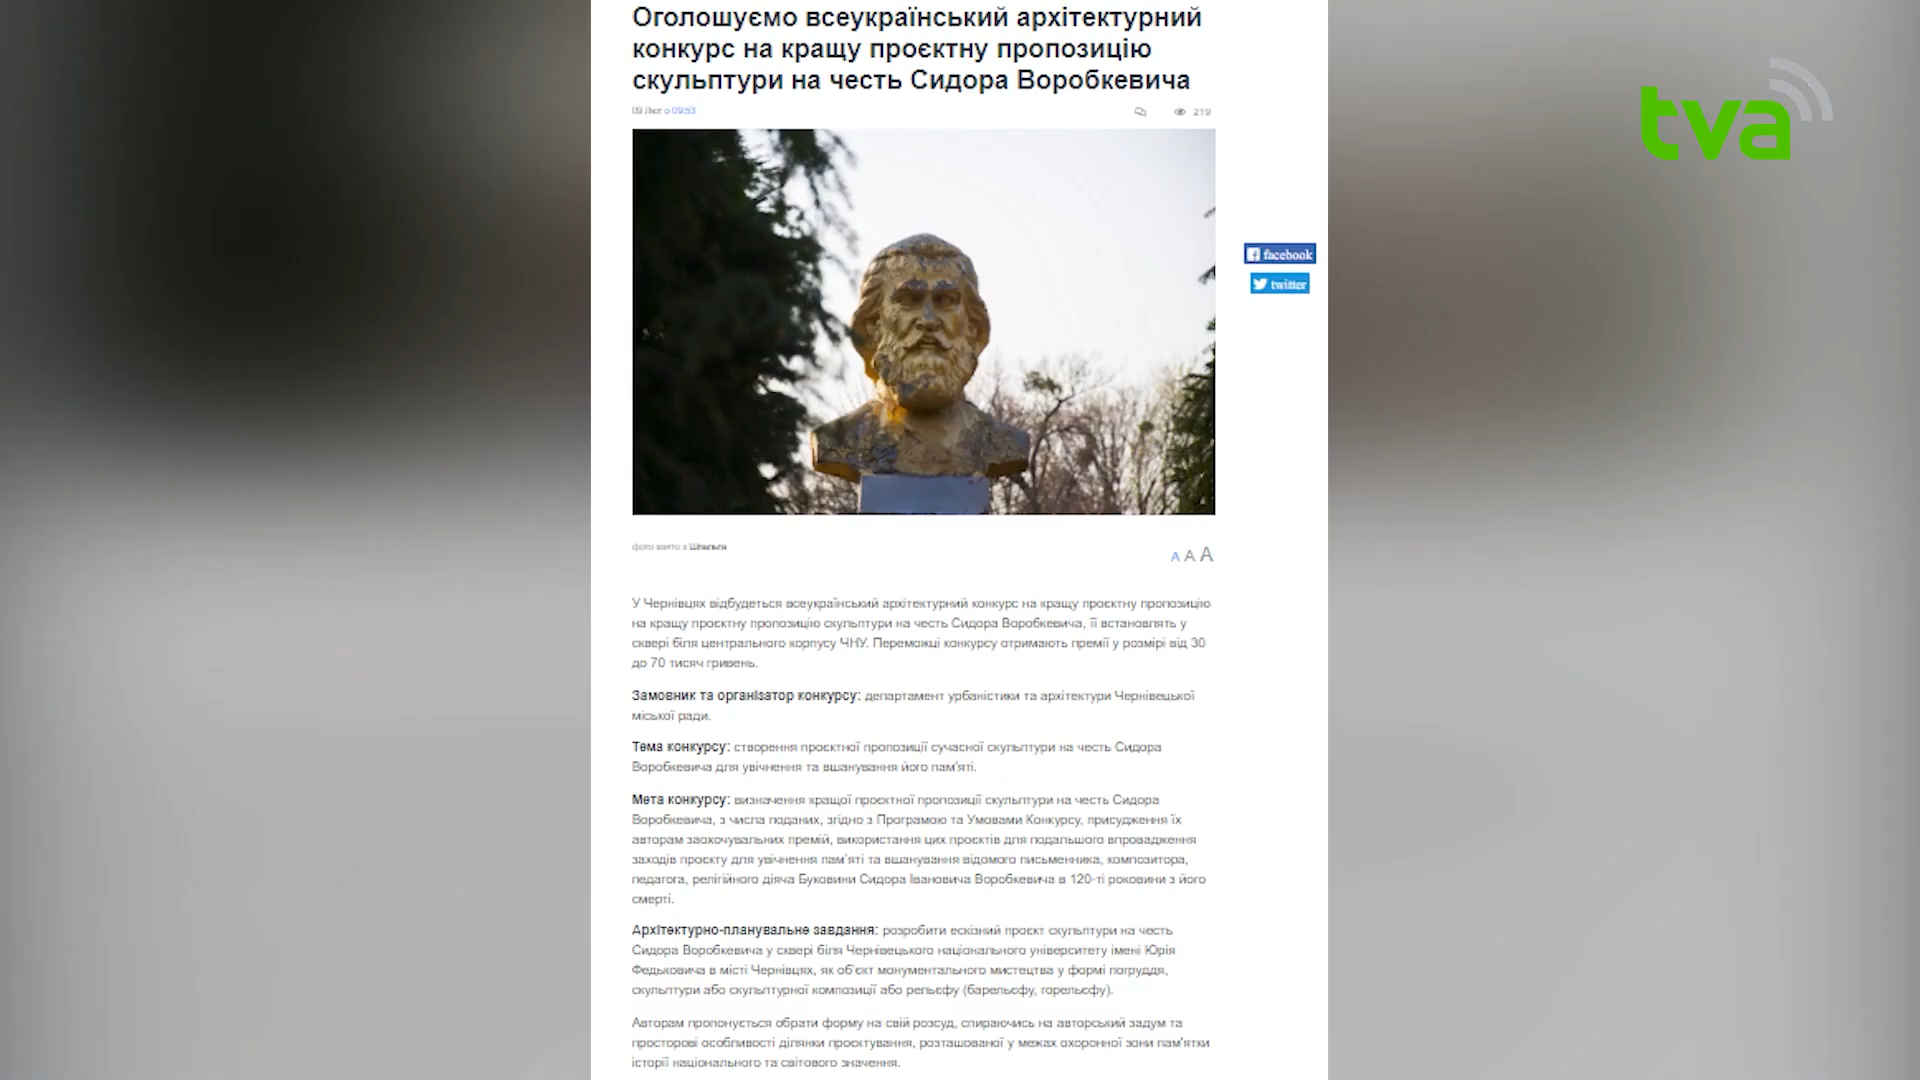 Оголошуємо всеукраїнський архітектурний
конкурс на кращу проєктну пропозицію
скульптури на честь Сидора Воробкевича
09 Лют о 09:53
219
tva
facebook
twitter
фото взято з Шпальти
A A A
У Чернівцях відбудеться всеукраїнський архітектурний конкурс на кращу проєктну пропозицію
на кращу проєктну пропозицію скульптури на честь Сидора Воробкевича, її встановлять у
сквері біля центрального корпусу ЧНУ. Переможці конкурсу отримають премії у розмірі від 30
до 70 тисяч гривень.
Замовник та організатор конкурсу: департамент урбаністики та архітектури Чернівецької
міської ради.
Тема конкурсу: створення проєктної пропозиції сучасної скульптури на честь Сидора
Воробкевича для увічнення та вшанування його пам'яті.
Мета конкурсу: визначення кращої проєктної пропозиції скульптури на честь Сидора
Воробкевича, з числа поданих, згідно з Програмою та Умовами Конкурсу, присудження їх
авторам заохочувальних премій, використання цих проєктів для подальшого впровадження
заходів проєкту для увічнення пам'яті та вшанування відомого письменника, композитора,
педагога, релігійного діяча Буковини Сидора Івановича Воробкевича в 120-ті роковини з його
смерті.
Архітектурно-планувальне завдання: розробити ескізний проєкт скульптури на честь
Сидора Воробкевича у сквері біля Чернівецького національного університету імені Юрія
Федьковича в місті Чернівцях, як об'єкт монументального мистецтва у формі погруддя,
скульптури або скульптурної композиції або рельєфу (барельєфу, горельєфу).
Авторам пропонується обрати форму на свій розсуд, спираючись на авторський задум та
просторові особливості ділянки проєктування, розташованої у межах охоронної зони пам'ятки
історії національного та світового значення.